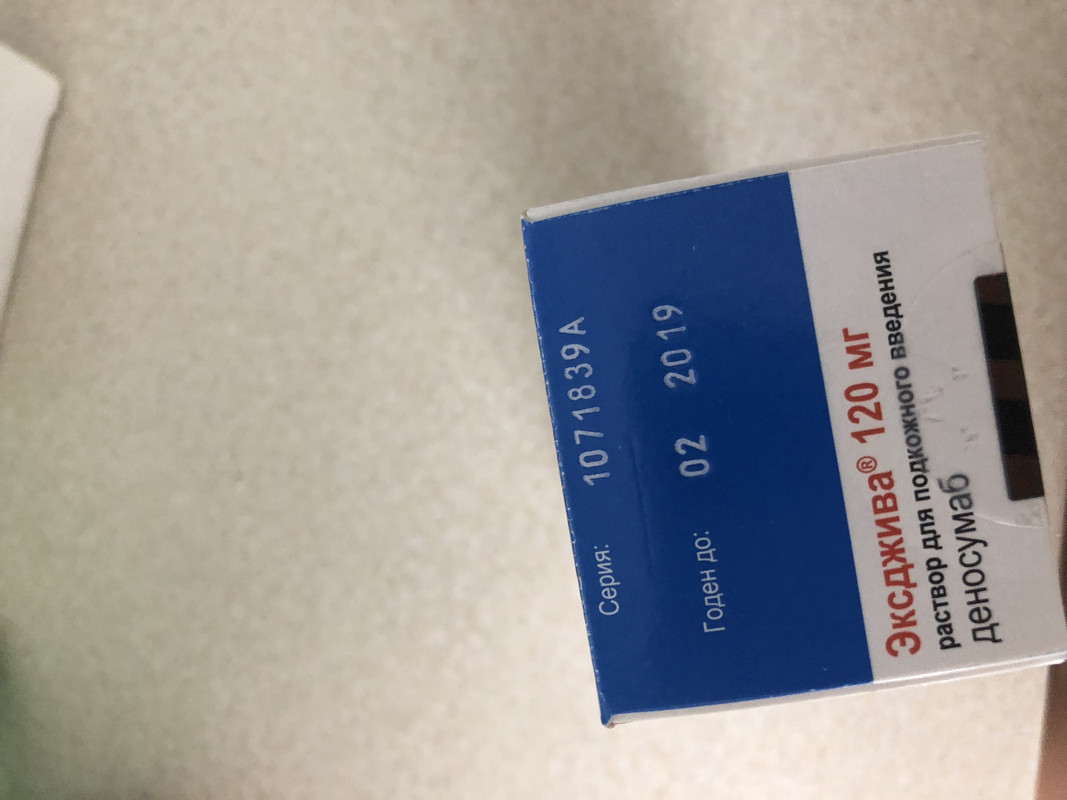 Серия: 1071839A
Годен до: 02 2019
Эксджива® 120 мг
раствор для подкожного введения
деносумаб